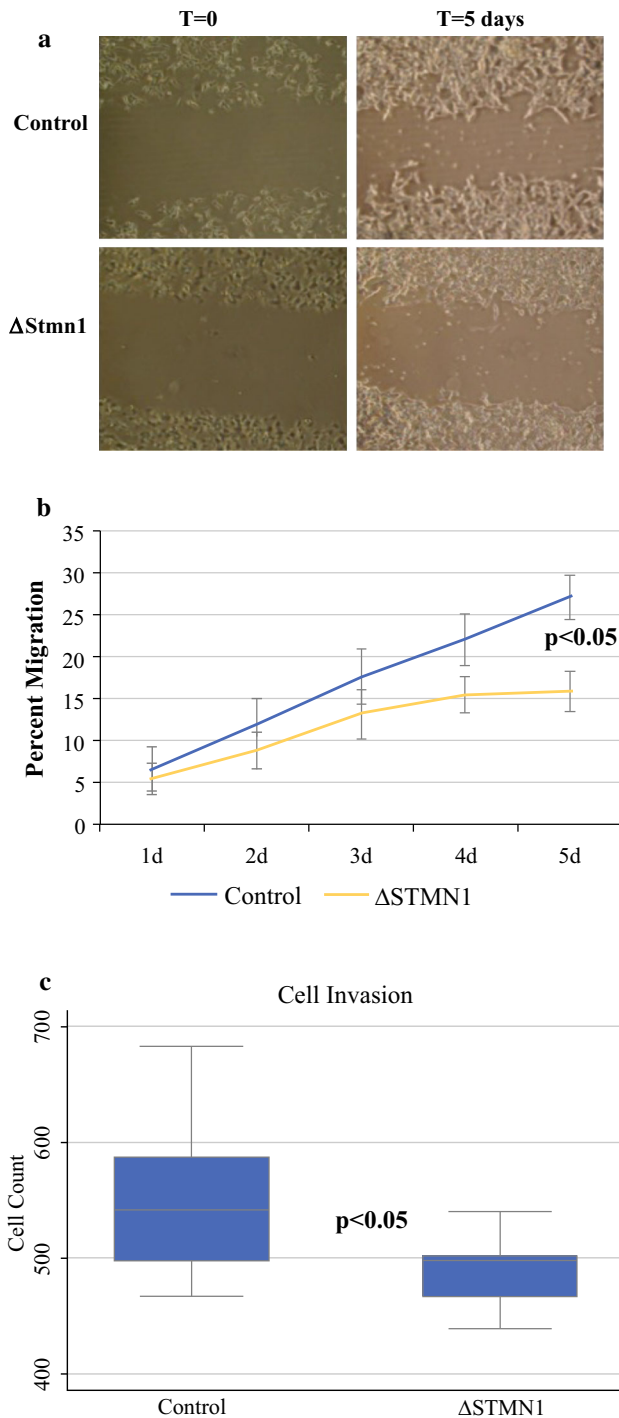 T=0 T=5 days
a
Control
ΔStmn1
b
35
30
25
20
15
10
5
0
Percent Migration
p<0.05
1d 2d 3d 4d 5d
Control ΔSTMN1
c
Cell Invasion
700
600
500
400
Cell Count
p<0.05
Control ΔSTMN1